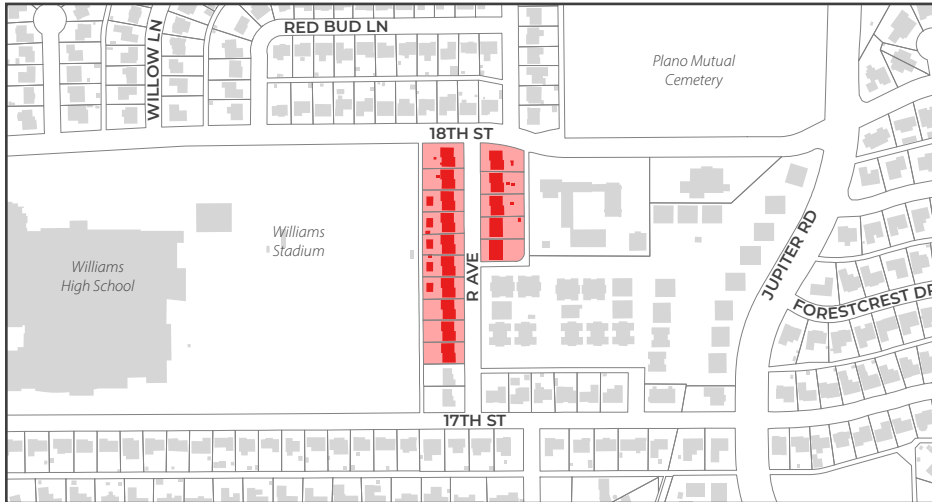 RED BUD LN
WILLOW LN
Plano Mutual
Cemetery
18TH ST
Williams
Stadium
Williams
High School
R AVE
JUPITER RD
FORESTCREST DR
17TH ST